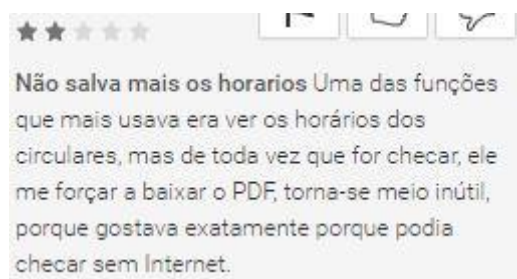 Não salva mais os horarios Uma das funções
que mais usava era ver os horários dos
circulares, mas de toda vez que for checar, ele
me forçar a baixar o PDF, torna-se meio inútil,
porque gostava exatamente porque podia
checar sem Internet.